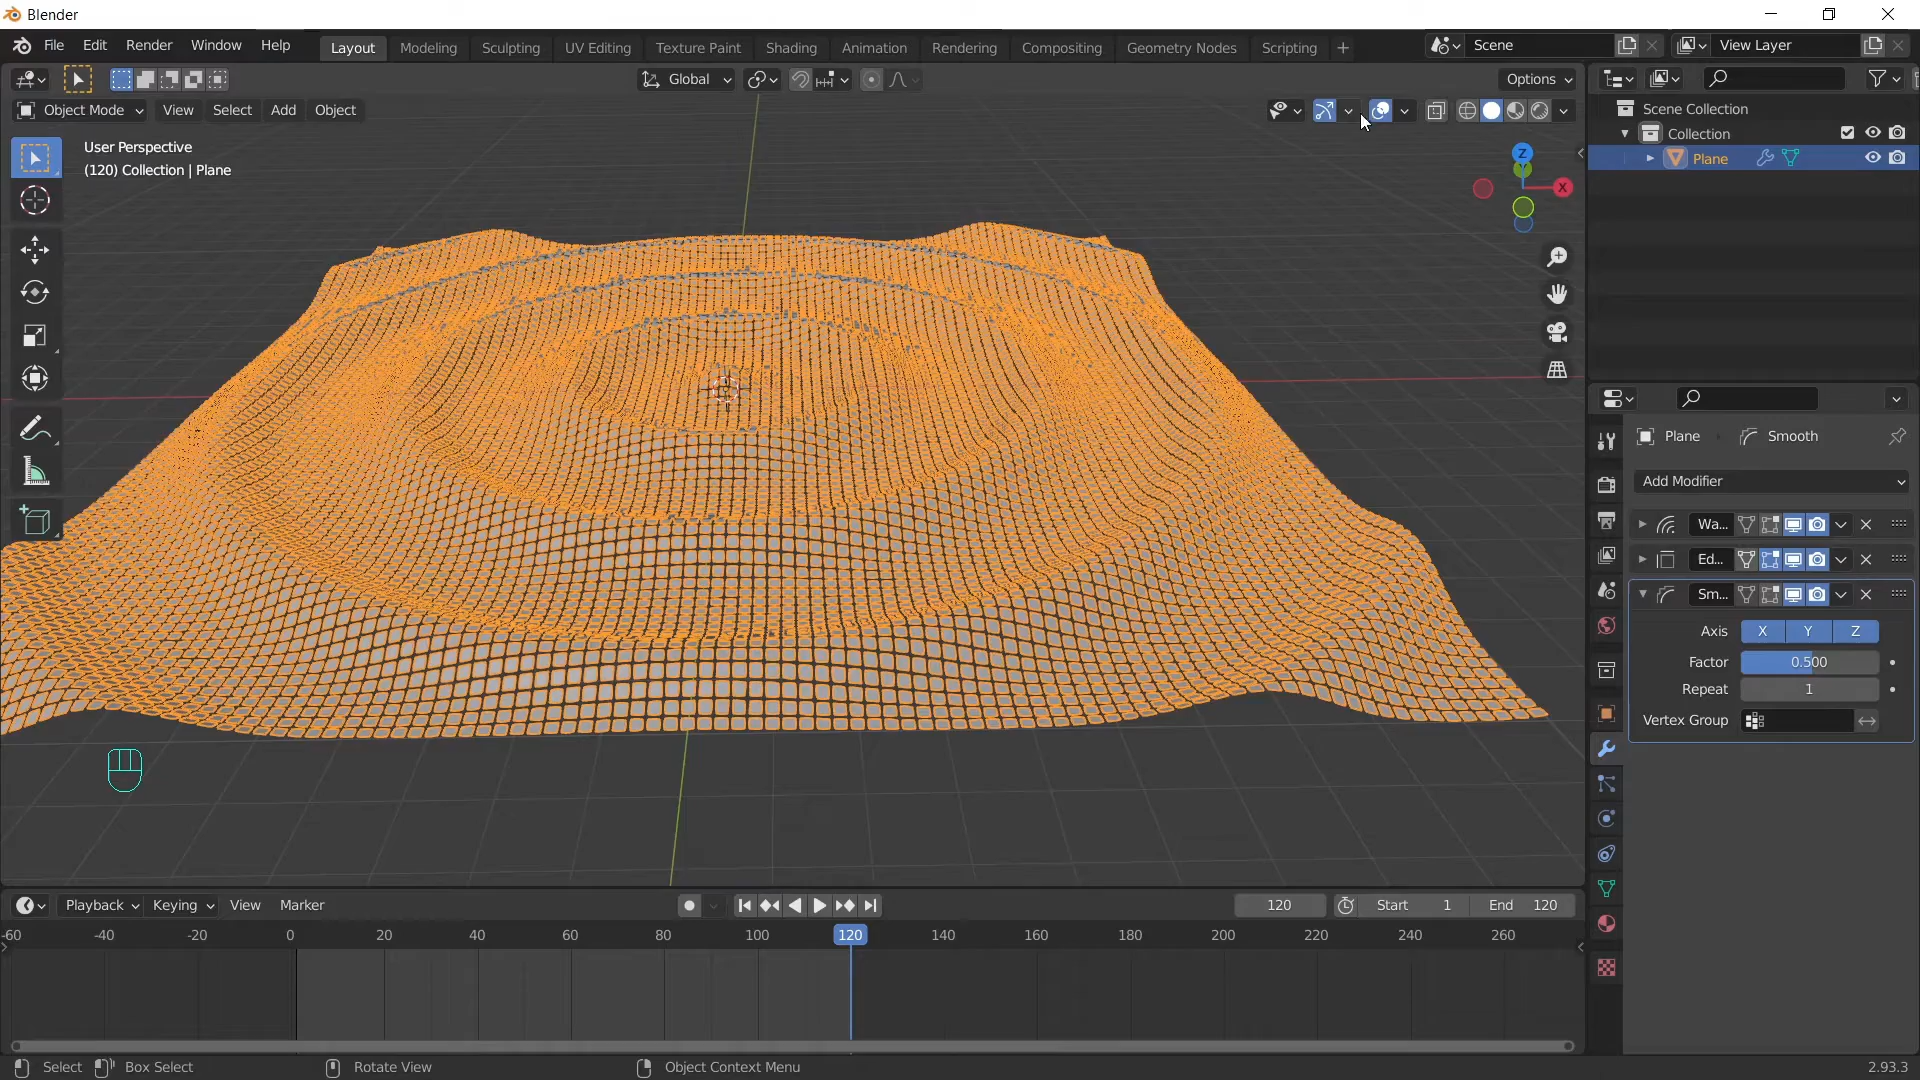 Blender
File Edit Render Window Help Layout Modeling Sculpting UV Editing Texture Paint Shading Animation Rendering Compositing Geometry Nodes Scripting + Scene View Layer
Global Options
Object Mode View Select Add Object
User Perspective
(120) Collection | Plane
Z
Y
X
Scene Collection
Collection
Plane
Plane Smooth
Add Modifier
Wa...
Ed...
Sm...
Axis X Y Z
Factor 0.500
Repeat 1
Vertex Group
Playback Keying View Marker 120 Start 1 End 120
-60 -40 -20 0 20 40 60 80 100 120 140 160 180 200 220 240 260
Select Box Select Rotate View Object Context Menu 2.93.3